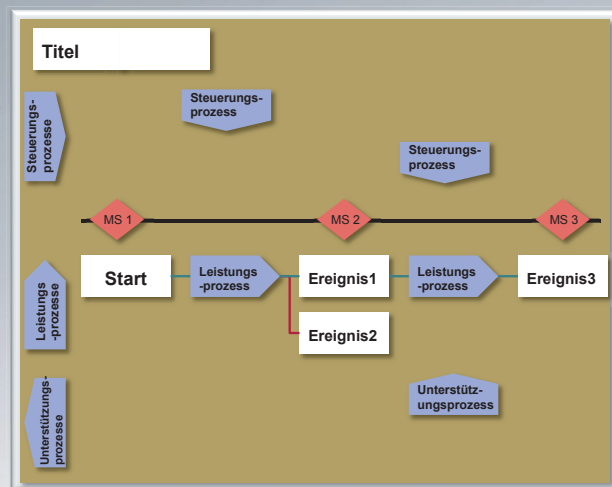 Titel
Steuerungs-
prozesse
Steuerungs-
prozess
Steuerungs-
prozess
MS 1
MS 2
MS 3
Leistungs
-prozesse
Start
Leistungs
-prozess
Ereignis1
Leistungs
-prozess
Ereignis3
Ereignis2
Unterstützungs-
prozesse
Unterstütz-
ungsprozess